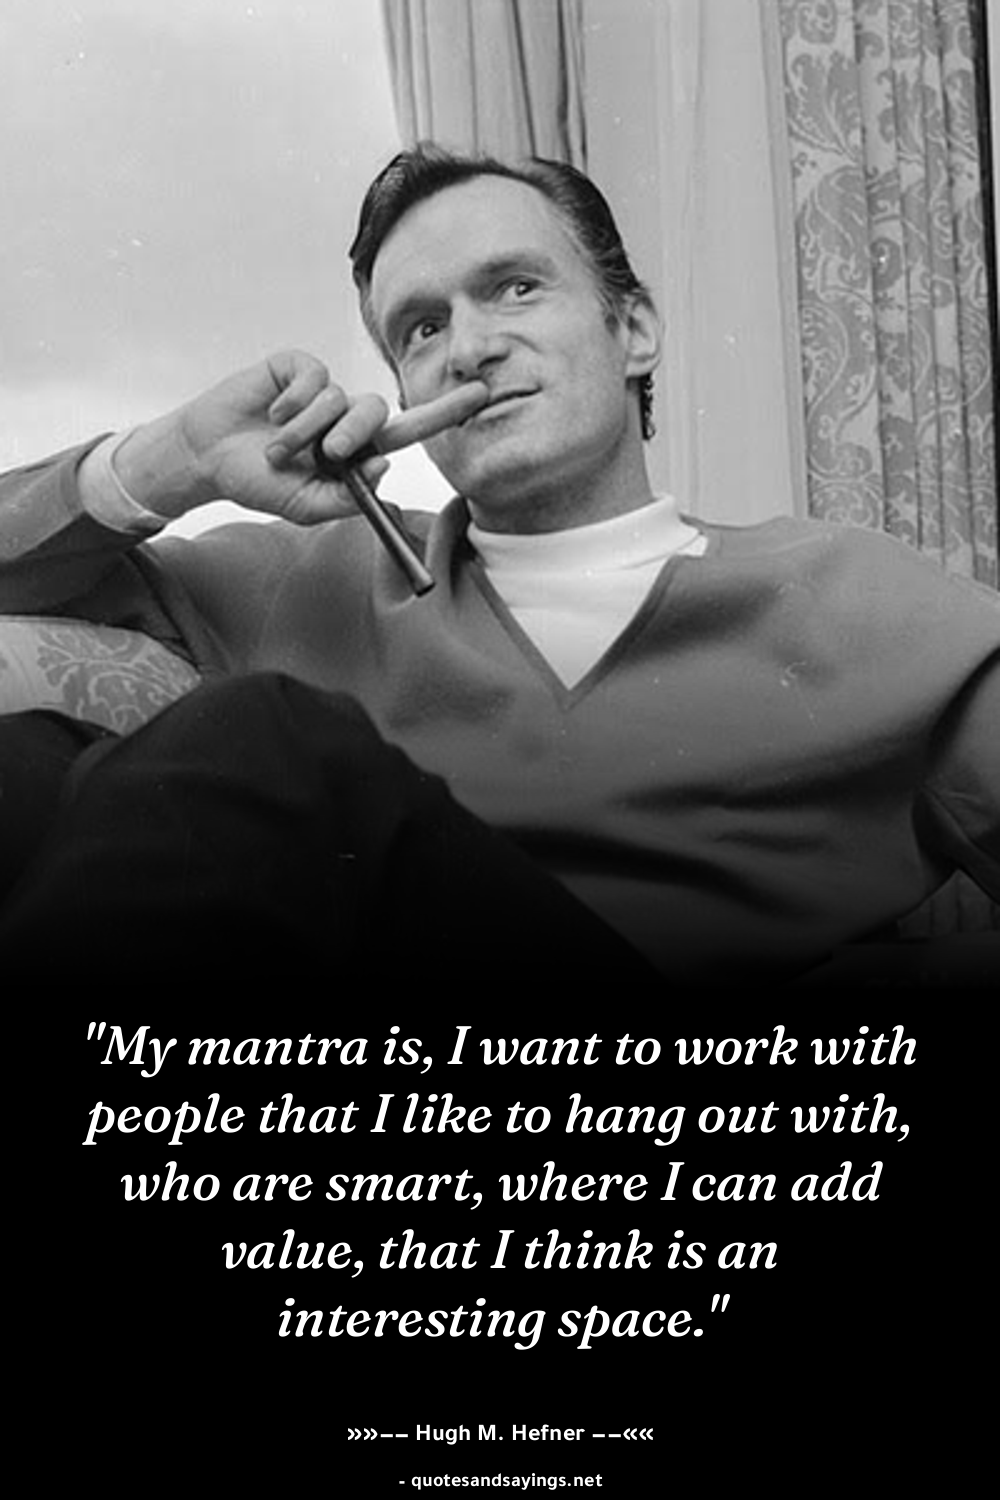 "My mantra is, I want to work with
people that I like to hang out with,
who are smart, where I can add
value, that I think is an
interesting space."
»»−− Hugh M. Hefner −−««
- quotesandsayings.net